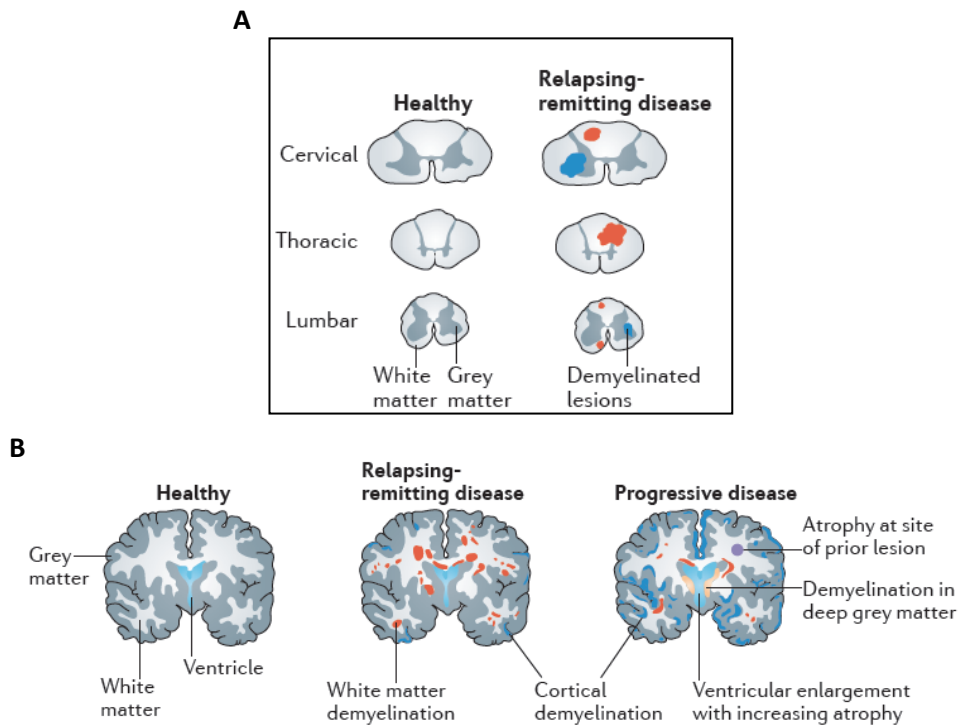 A
Healthy
Relapsing-
remitting disease
Cervical
Thoracic
Lumbar
White
matter
Grey
matter
Demyelinated
lesions
B
Healthy
Relapsing-
remitting disease
Progressive disease
Grey
matter
White
matter
Ventricle
White matter
demyelination
Cortical
demyelination
Atrophy at site
of prior lesion
Demyelination in
deep grey matter
Ventricular enlargement
with increasing atrophy